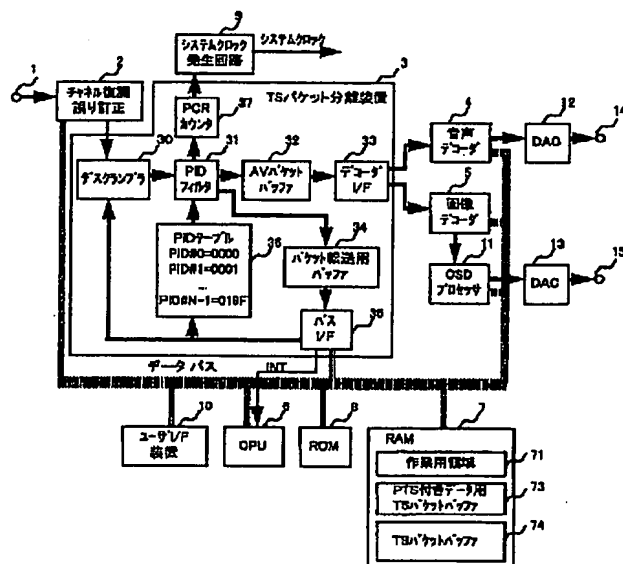 9
システムクロック
発生回路
システムクロック
1
2
チャネル復調
誤り訂正
3
TSパケット分離装置
PCR
カウンタ
37
30
デスクランブラ
31
PID
フィルタ
32
AVパケット
バッファ
33
デコーダ
I/F
4
音声
デコーダ
12
DAC
14
5
画像
デコーダ
36
PIDテーブル
PID#0=0000
PID#1=0001
...
PID#N-1=019F
34
パケット転送用
バッファ
11
OSD
プロセッサ
13
DAC
15
35
バス
I/F
データバス
INT
10
ユーザI/F
装置
6
CPU
8
ROM
7
RAM
作業用領域
71
PTS付きデータ用
TSパケットバッファ
73
TSパケットバッファ
74